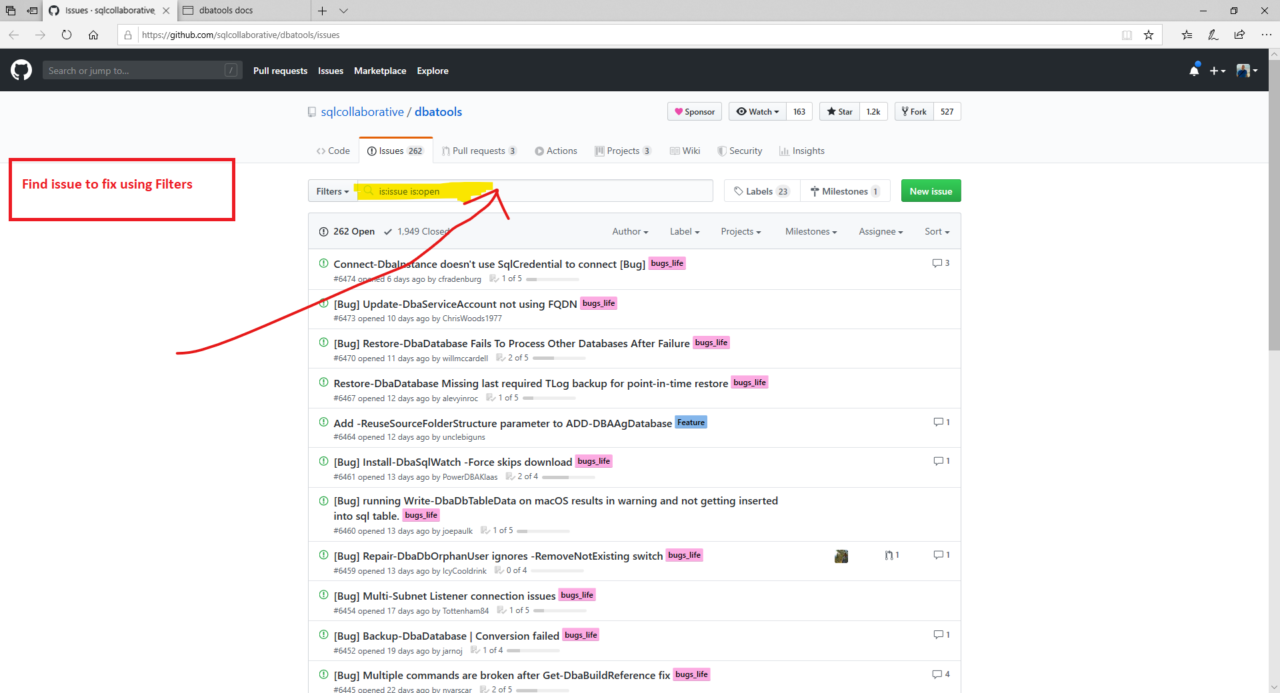 Issues · sqlcollaborative
dbatools docs
https://github.com/sqlcollaborative/dbatools/issues
Search or jump to...
/
Pull requests
Issues
Marketplace
Explore
sqlcollaborative / dbatools
Sponsor
Watch
163
Star
1.2k
Fork
527
Code
Issues 262
Pull requests 3
Actions
Projects 3
Wiki
Security
Insights
Find issue to fix using Filters
Filters
is:issue is:open
Labels 23
Milestones 1
New issue
262 Open
1,949 Closed
Author
Label
Projects
Milestones
Assignee
Sort
Connect-DbaInstance doesn't use SqlCredential to connect [Bug] bugs_life
3
#6474 opened 6 days ago by cfradenburg 1 of 5
[Bug] Update-DbaServiceAccount not using FQDN bugs_life
#6473 opened 10 days ago by ChrisWoods1977
[Bug] Restore-DbaDatabase Fails To Process Other Databases After Failure bugs_life
#6470 opened 11 days ago by willmccardell 2 of 5
Restore-DbaDatabase Missing last required TLog backup for point-in-time restore bugs_life
#6467 opened 12 days ago by alevyinroc 1 of 5
Add -ReuseSourceFolderStructure parameter to ADD-DBAAgDatabase Feature
1
#6464 opened 12 days ago by unclebiguns
[Bug] Install-DbaSqlWatch -Force skips download bugs_life
1
#6461 opened 13 days ago by PowerDBAKlaas 2 of 4
[Bug] running Write-DbaDbTableData on macOS results in warning and not getting inserted
into sql table. bugs_life
#6460 opened 13 days ago by joepaulk 1 of 5
[Bug] Repair-DbaDbOrphanUser ignores -RemoveNotExisting switch bugs_life
1
1
#6459 opened 13 days ago by IcyCooldrink 0 of 4
[Bug] Multi-Subnet Listener connection issues bugs_life
#6454 opened 17 days ago by Tottenham84 1 of 5
[Bug] Backup-DbaDatabase | Conversion failed bugs_life
1
#6452 opened 19 days ago by jarnoj 1 of 4
[Bug] Multiple commands are broken after Get-DbaBuildReference fix bugs_life
4
#6445 opened 22 days ago by nvarscar 2 of 5